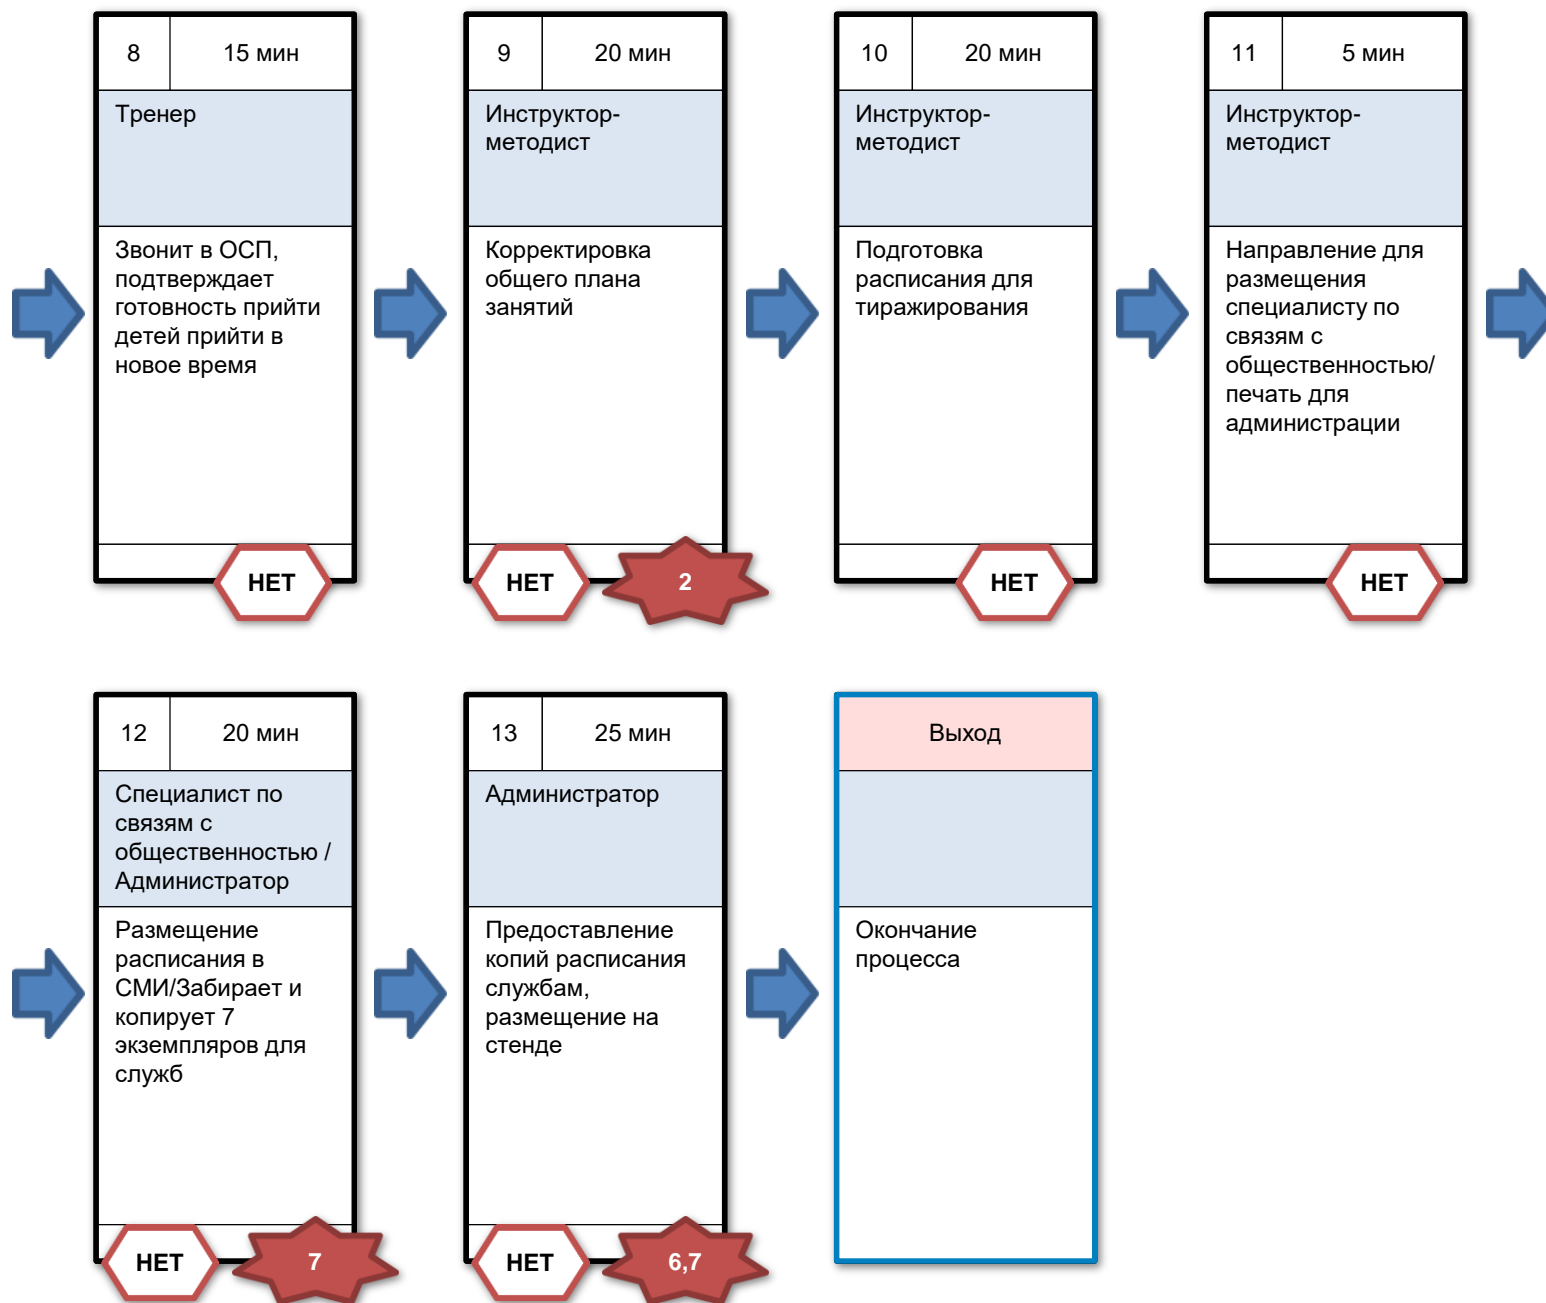 8
15 мин
Тренер
Звонит в ОСП,
подтверждает
готовность прийти
детей прийти в
новое время
НЕТ
9
20 мин
Инструктор-
методист
Корректировка
общего плана
занятий
НЕТ
2
10
20 мин
Инструктор-
методист
Подготовка
расписания для
тиражирования
НЕТ
11
5 мин
Инструктор-
методист
Направление для
размещения
специалисту по
связям с
общественностью/
печать для
администрации
НЕТ
12
20 мин
Специалист по
связям с
общественностью /
Администратор
Размещение
расписания в
СМИ/Забирает и
копирует 7
экземпляров для
служб
НЕТ
7
13
25 мин
Администратор
Предоставление
копий расписания
службам,
размещение на
стенде
НЕТ
6,7
Выход
Окончание
процесса